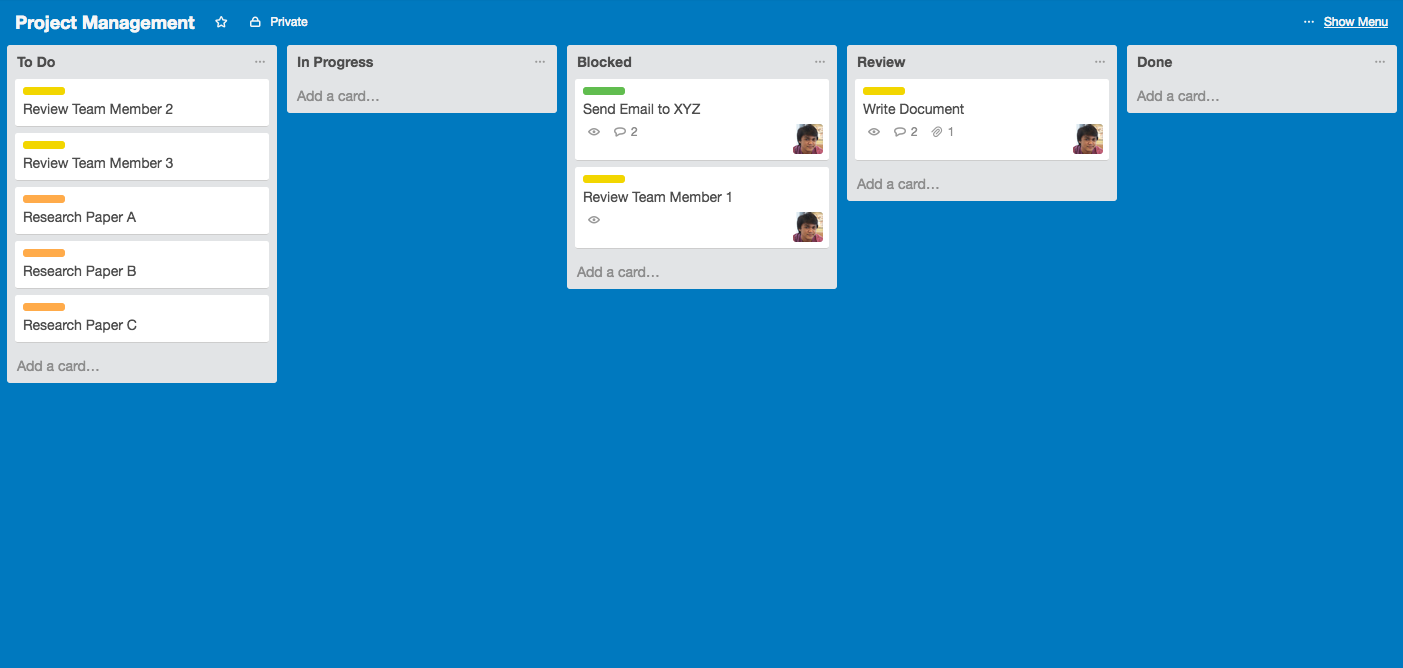 Project Management
Private
... Show Menu
To Do
Review Team Member 2
Review Team Member 3
Research Paper A
Research Paper B
Research Paper C
Add a card…
In Progress
Add a card…
Blocked
Send Email to XYZ
2
Review Team Member 1
Add a card…
Review
Write Document
2 1
Add a card…
Done
Add a card…